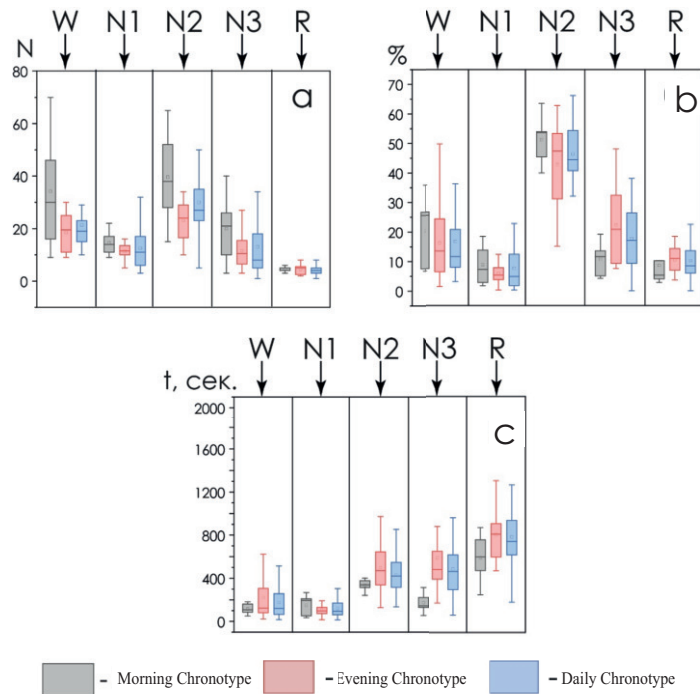 W N1 N2 N3 R
N
80
60
40
20
0
a
W N1 N2 N3 R
%
70
60
50
40
30
20
10
0
b
W N1 N2 N3 R
t, сек.
2000
1600
1200
800
400
0
c
- Morning Chronotype
- Evening Chronotype
- Daily Chronotype